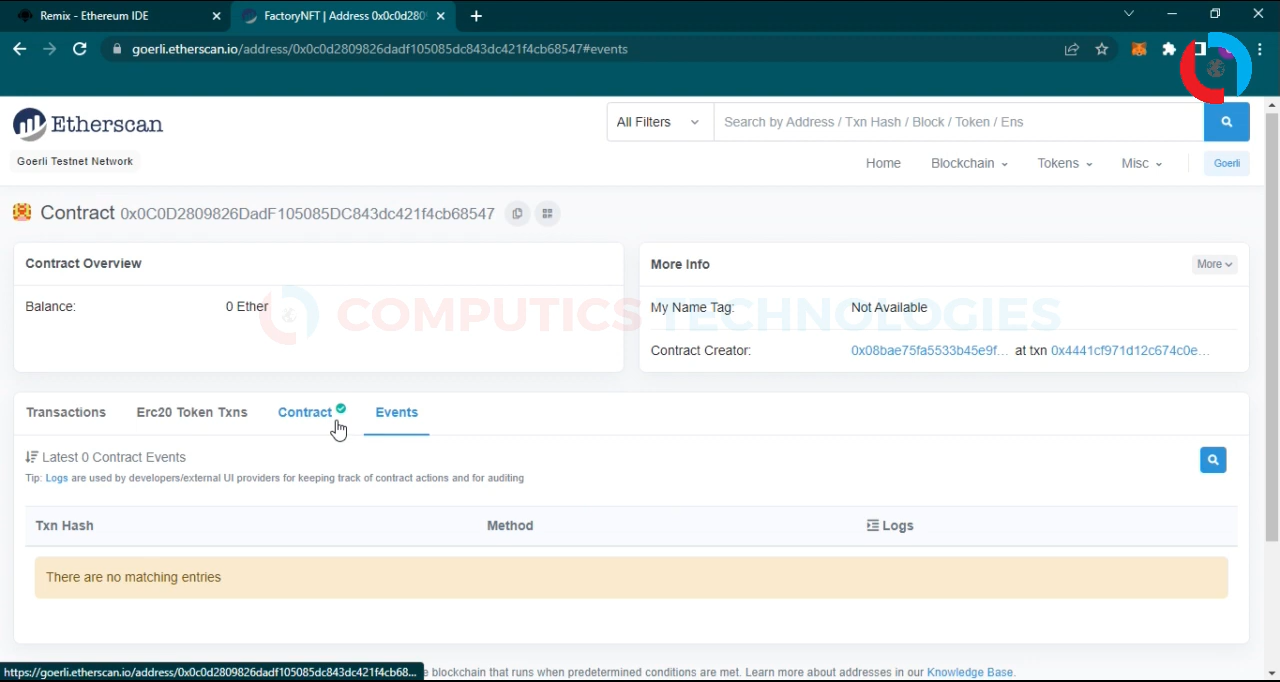 Remix - Ethereum IDE
FactoryNFT | Address 0x0c0d280
goerli.etherscan.io/address/0x0c0d2809826dadf105085dc843dc421f4cb68547#events
Etherscan
All Filters
Search by Address / Txn Hash / Block / Token / Ens
Goerli Testnet Network
Home Blockchain Tokens Misc Goerli
Contract 0x0C0D2809826DadF105085DC843dc421f4cb68547
Contract Overview
More Info
More
Balance: 0 Ether
My Name Tag: Not Available
COMPUTICS TECHNOLOGIES
Contract Creator: 0x08bae75fa5533b45e9f... at txn 0x4441cf971d12c674c0e...
Transactions Erc20 Token Txns Contract Events
Latest 0 Contract Events
Tip: Logs are used by developers/external UI providers for keeping track of contract actions and for auditing
Txn Hash Method Logs
There are no matching entries
https://goerli.etherscan.io/address/0x0c0d2809826dadf105085dc843dc421f4cb68...
e blockchain that runs when predetermined conditions are met. Learn more about addresses in our Knowledge Base.